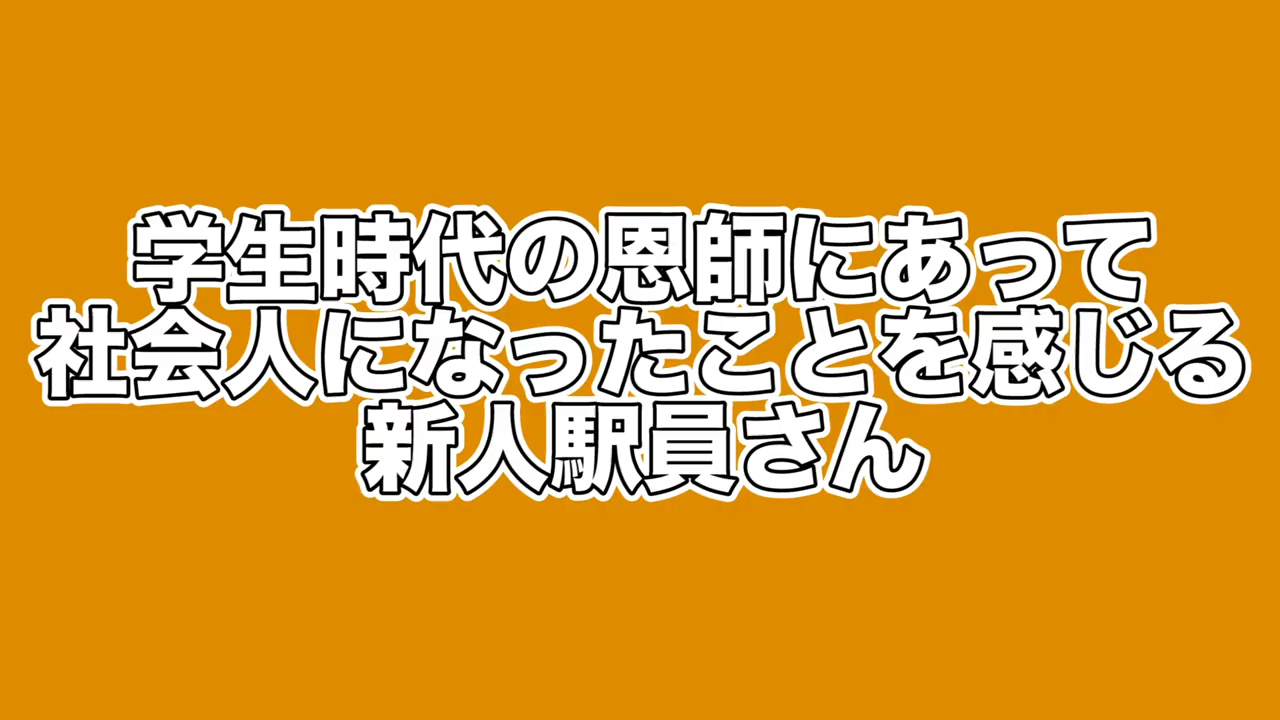 学生時代の恩師にあって
社会人になったことを感じる
新人駅員さん